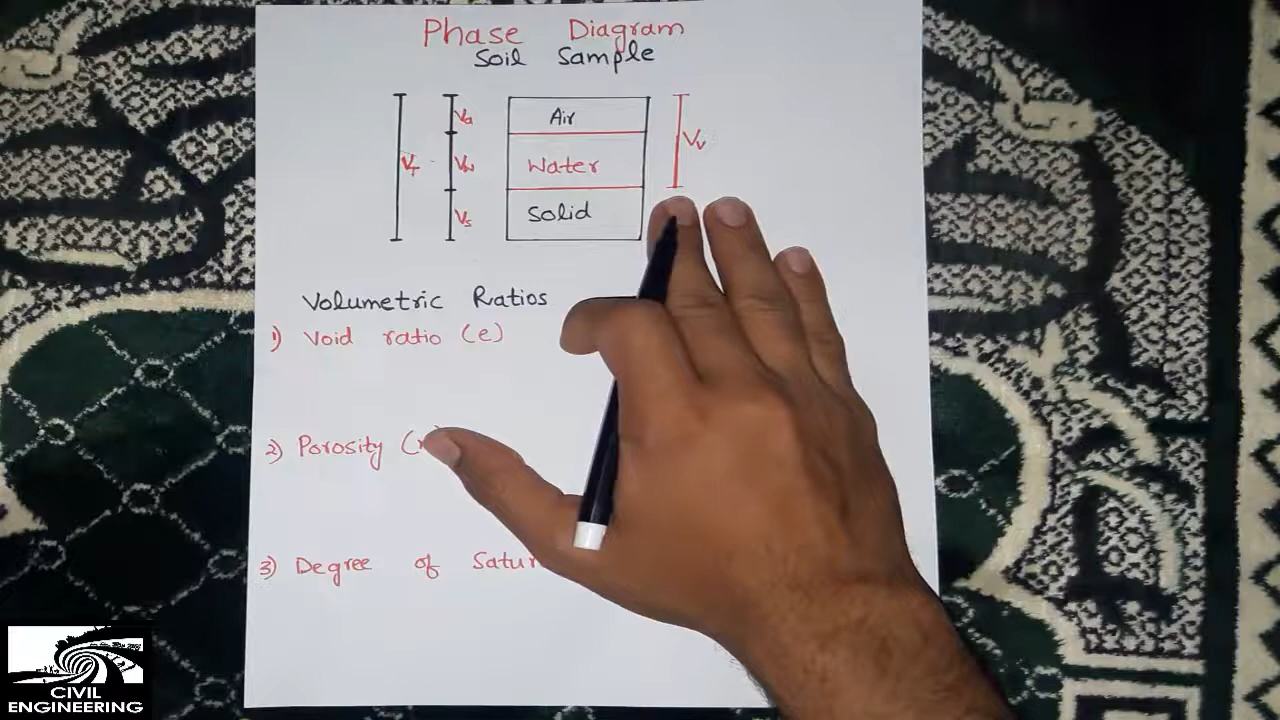 Phase Diagram
Soil Sample
Va
Air
VT
Vw
Water
Vv
Vs
Solid
Volumetric Ratios
1) Void ratio (e)
2) Porosity
3) Degree of
CIVIL
ENGINEERING